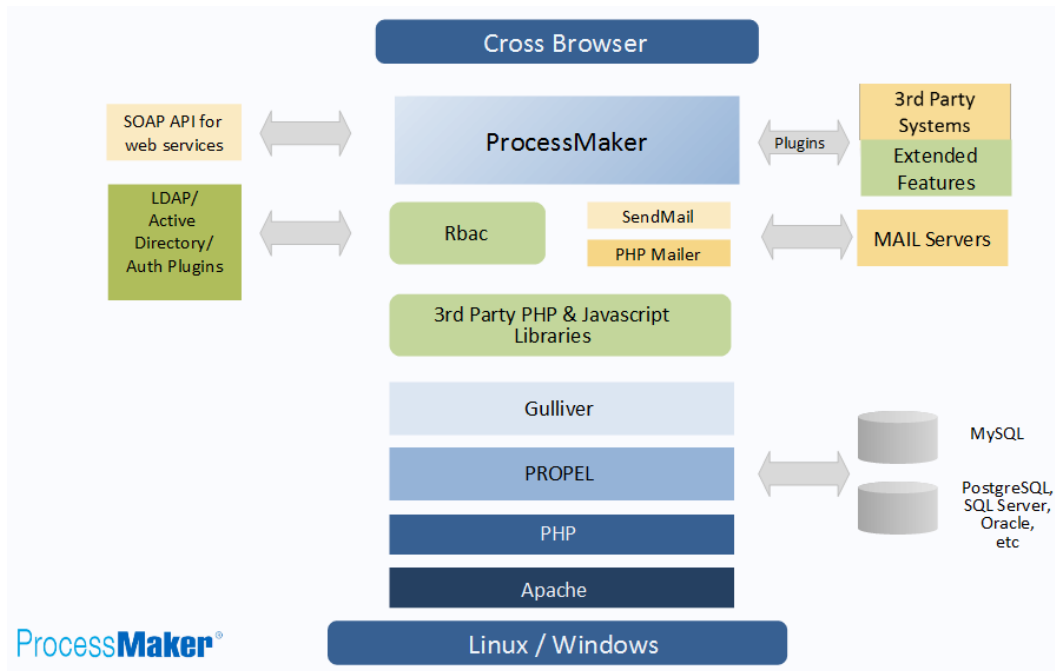 Cross Browser
SOAP API for
web services
ProcessMaker
Plugins
3rd Party
Systems
Extended
Features
LDAP/
Active
Directory/
Auth Plugins
Rbac
SendMail
PHP Mailer
MAIL Servers
3rd Party PHP & Javascript
Libraries
Gulliver
PROPEL
PHP
Apache
MySQL
PostgreSQL,
SQL Server,
Oracle,
etc
Linux / Windows
ProcessMaker®